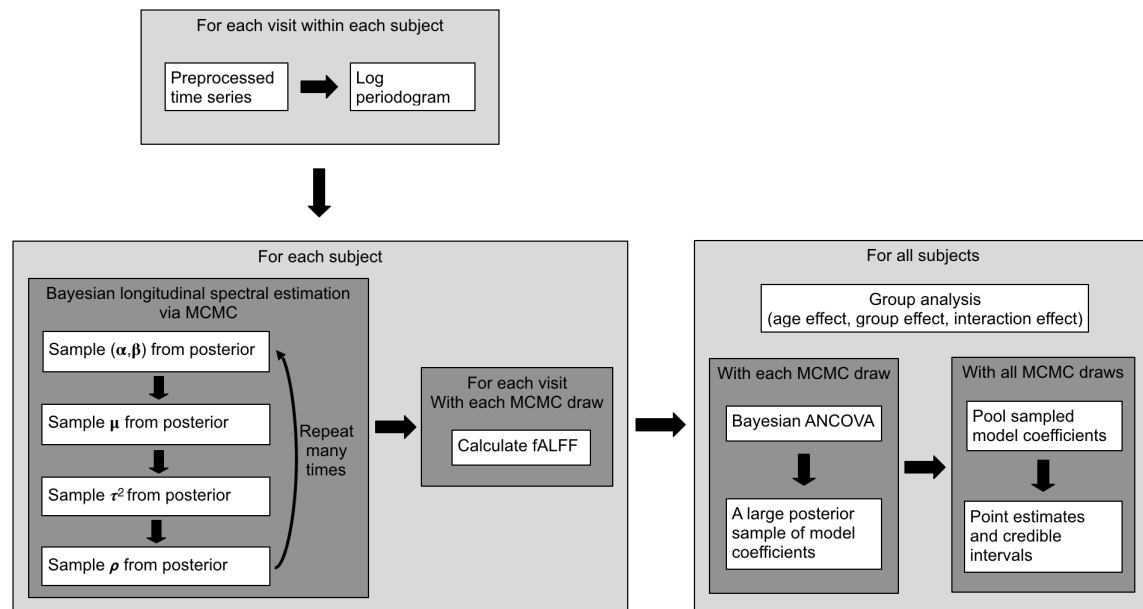 For each visit within each subject
Preprocessed
time series
Log
periodogram
For each subject
Bayesian longitudinal spectral estimation
via MCMC
Sample (α,β) from posterior
Sample μ from posterior
Sample τ² from posterior
Sample ρ from posterior
Repeat
many
times
For each visit
With each MCMC draw
Calculate fALFF
For all subjects
Group analysis
(age effect, group effect, interaction effect)
With each MCMC draw
Bayesian ANCOVA
A large posterior
sample of model
coefficients
With all MCMC draws
Pool sampled
model coefficients
Point estimates
and credible
intervals